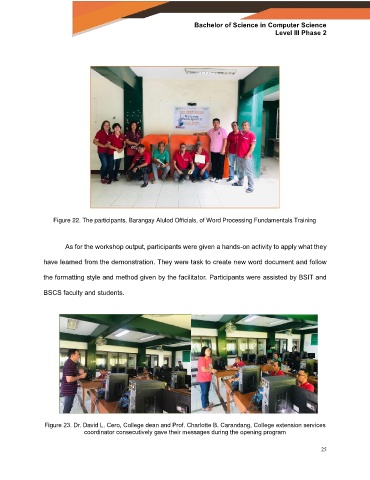 Bachelor of Science in Computer Science
Level III Phase 2
Figure 22. The participants, Barangay Alulod Officials, of Word Processing Fundamentals Training
As for the workshop output, participants were given a hands-on activity to apply what they
have learned from the demonstration. They were task to create new word document and follow
the formatting style and method given by the facilitator. Participants were assisted by BSIT and
BSCS faculty and students.
Figure 23. Dr. David L. Cero, College dean and Prof. Charlotte B. Carandang, College extension services
coordinator consecutively gave their messages during the opening program
25